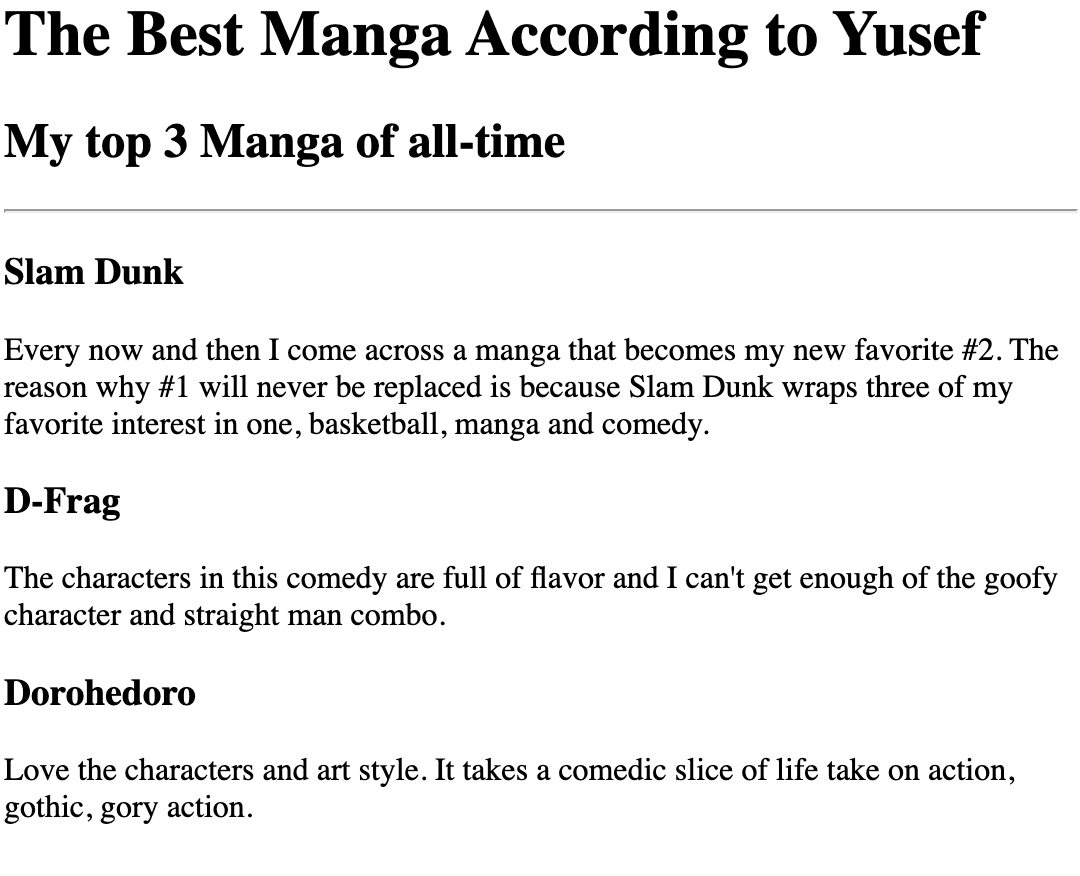 The Best Manga According to Yusef
My top 3 Manga of all-time
Slam Dunk
Every now and then I come across a manga that becomes my new favorite #2. The
reason why #1 will never be replaced is because Slam Dunk wraps three of my
favorite interest in one, basketball, manga and comedy.
D-Frag
The characters in this comedy are full of flavor and I can't get enough of the goofy
character and straight man combo.
Dorohedoro
Love the characters and art style. It takes a comedic slice of life take on action,
gothic, gory action.